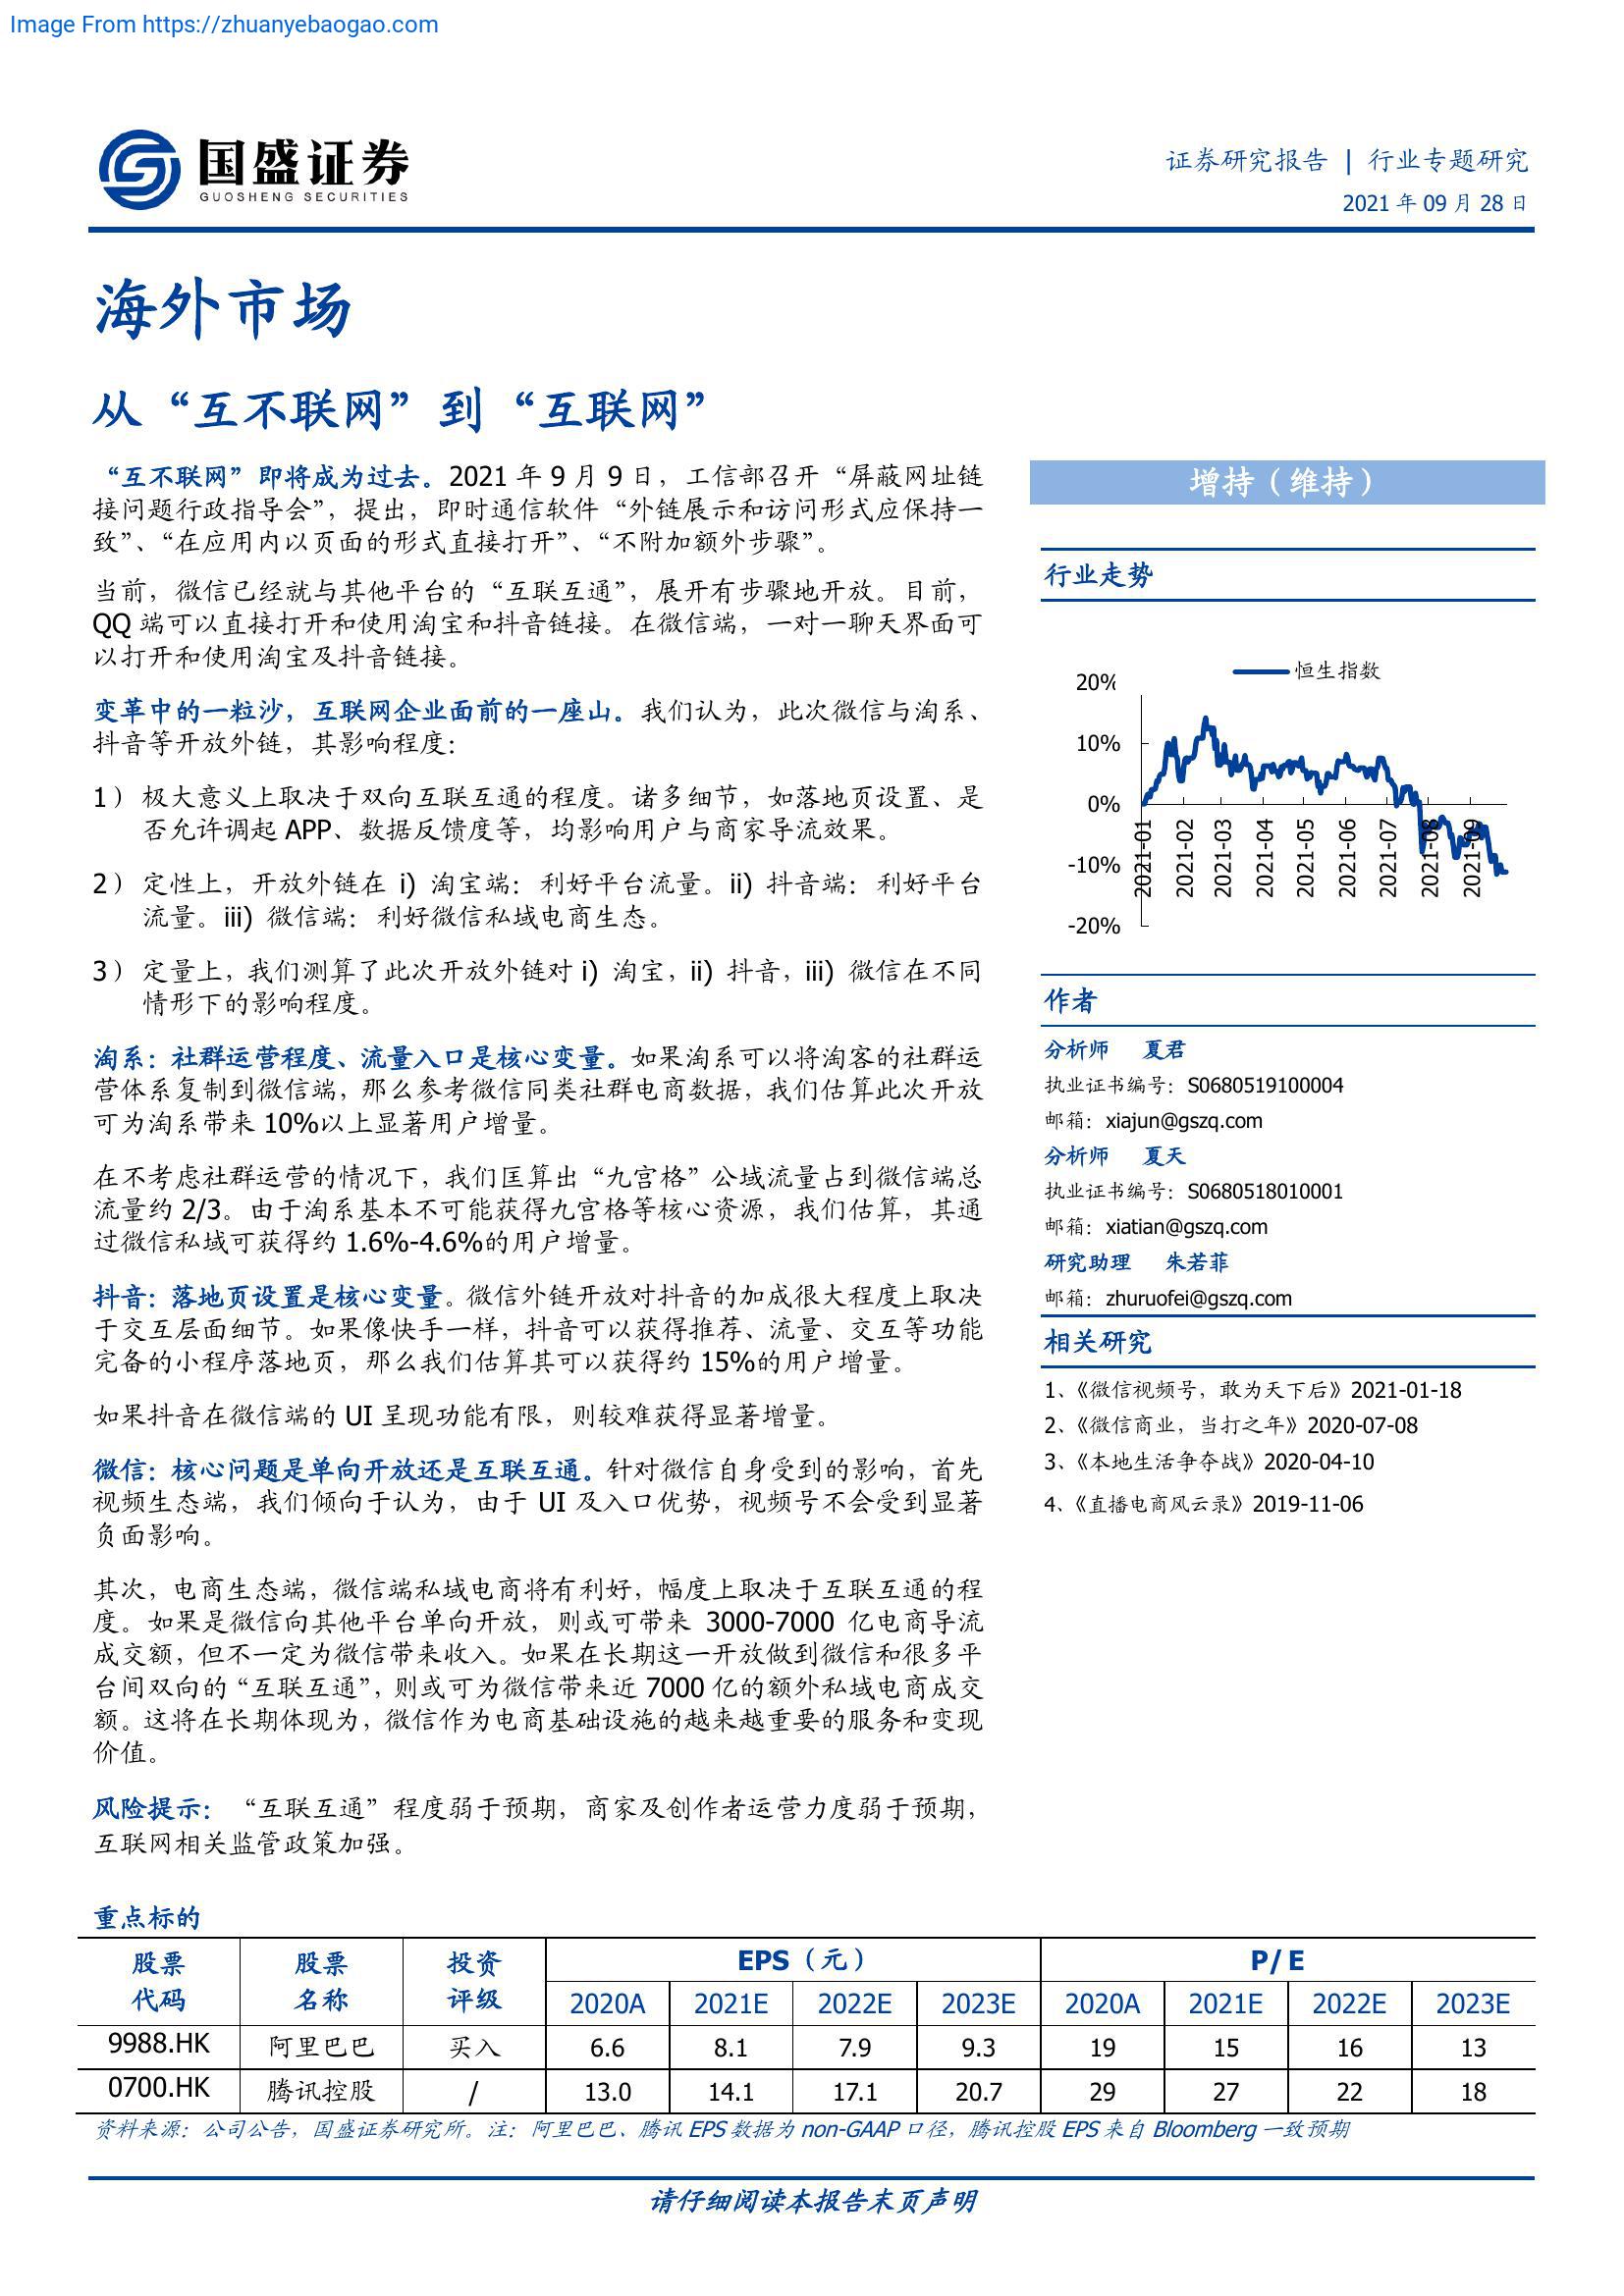 Image From https://zhuanyebaogao.com
国盛证券
GUOSHENG SECURITIES
证券研究报告 | 行业专题研究
2021 年 09 月 28 日
海外市场
从“互不联网”到“互联网”
“互不联网”即将成为过去。2021 年 9 月 9 日，工信部召开“屏蔽网址链
接问题行政指导会”，提出，即时通信软件“外链展示和访问形式应保持一
致”、“在应用内以页面的形式直接打开”、“不附加额外步骤”。
当前，微信已经就与其他平台的“互联互通”，展开有步骤地开放。目前，
QQ 端可以直接打开和使用淘宝和抖音链接。在微信端，一对一聊天界面可
以打开和使用淘宝及抖音链接。
变革中的一粒沙，互联网企业面前的一座山。我们认为，此次微信与淘系、
抖音等开放外链，其影响程度：
1） 极大意义上取决于双向互联互通的程度。诸多细节，如落地页设置、是
否允许调起 APP、数据反馈度等，均影响用户与商家导流效果。
2） 定性上，开放外链在 i) 淘宝端：利好平台流量。ii) 抖音端：利好平台
流量。iii) 微信端：利好微信私域电商生态。
3） 定量上，我们测算了此次开放外链对 i) 淘宝，ii) 抖音，iii) 微信在不同
情形下的影响程度。
淘系：社群运营程度、流量入口是核心变量。如果淘系可以将淘客的社群运
营体系复制到微信端，那么参考微信同类社群电商数据，我们估算此次开放
可为淘系带来 10%以上显著用户增量。
在不考虑社群运营的情况下，我们匡算出“九宫格”公域流量占到微信端总
流量约 2/3。由于淘系基本不可能获得九宫格等核心资源，我们估算，其通
过微信私域可获得约 1.6%-4.6%的用户增量。
抖音：落地页设置是核心变量。微信外链开放对抖音的加成很大程度上取决
于交互层面细节。如果像快手一样，抖音可以获得推荐、流量、交互等功能
完备的小程序落地页，那么我们估算其可以获得约 15%的用户增量。
如果抖音在微信端的 UI 呈现功能有限，则较难获得显著增量。
微信：核心问题是单向开放还是互联互通。针对微信自身受到的影响，首先
视频生态端，我们倾向于认为，由于 UI 及入口优势，视频号不会受到显著
负面影响。
其次，电商生态端，微信端私域电商将有利好，幅度上取决于互联互通的程
度。如果是微信向其他平台单向开放，则或可带来 3000-7000 亿电商导流
成交额，但不一定为微信带来收入。如果在长期这一开放做到微信和很多平
台间双向的“互联互通”，则或可为微信带来近 7000 亿的额外私域电商成交
额。这将在长期体现为，微信作为电商基础设施的越来越重要的服务和变现
价值。
风险提示：“互联互通”程度弱于预期，商家及创作者运营力度弱于预期，
互联网相关监管政策加强。
增持（维持）
行业走势
恒生指数
20%
10%
0%
-10%
-20%
2021-01 2021-02 2021-03 2021-04 2021-05 2021-06 2021-07 2021-08 2021-09
作者
分析师 夏君
执业证书编号：S0680519100004
邮箱：xiajun@gszq.com
分析师 夏天
执业证书编号：S0680518010001
邮箱：xiatian@gszq.com
研究助理 朱若菲
邮箱：zhuruofei@gszq.com
相关研究
1、《微信视频号，敢为天下后》2021-01-18
2、《微信商业，当打之年》2020-07-08
3、《本地生活争夺战》2020-04-10
4、《直播电商风云录》2019-11-06
重点标的
股票 股票 投资 EPS（元） P/ E
代码 名称 评级 2020A 2021E 2022E 2023E 2020A 2021E 2022E 2023E
9988.HK 阿里巴巴 买入 6.6 8.1 7.9 9.3 19 15 16 13
0700.HK 腾讯控股 / 13.0 14.1 17.1 20.7 29 27 22 18
资料来源：公司公告，国盛证券研究所。注：阿里巴巴、腾讯 EPS 数据为 non-GAAP 口径，腾讯控股 EPS 来自 Bloomberg 一致预期
请仔细阅读本报告末页声明